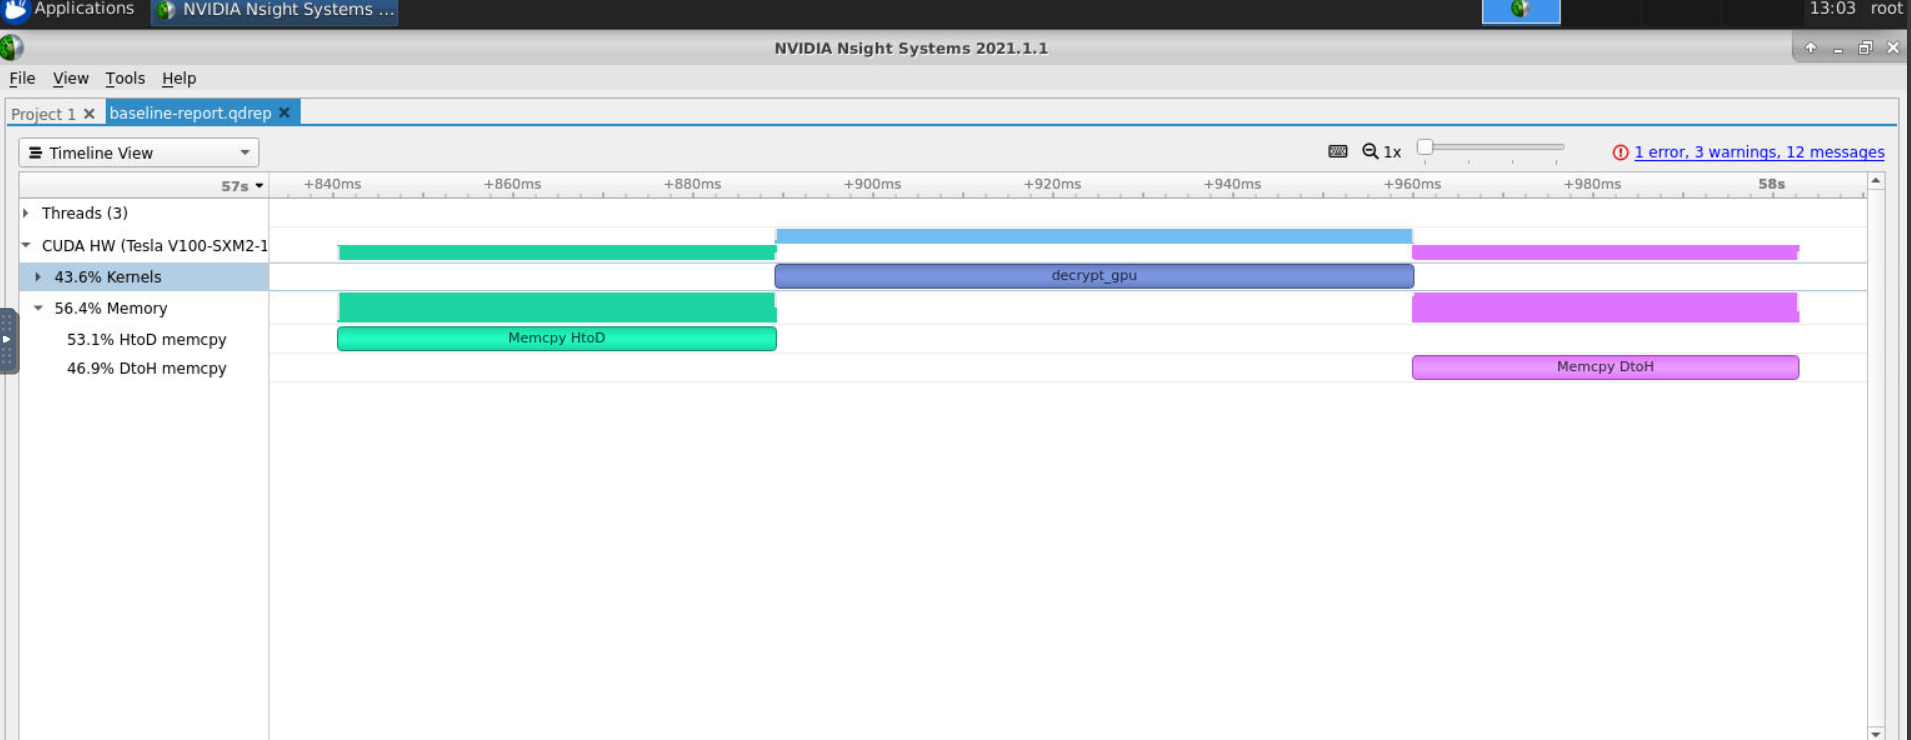 Applications
NVIDIA Nsight Systems ...
13:03 root
NVIDIA Nsight Systems 2021.1.1
File View Tools Help
Project 1
baseline-report.qdrep
Timeline View
1x
1 error, 3 warnings, 12 messages
57s
+840ms +860ms +880ms +900ms +920ms +940ms +960ms +980ms 58s
Threads (3)
CUDA HW (Tesla V100-SXM2-1
43.6% Kernels
decrypt_gpu
56.4% Memory
53.1% HtoD memcpy
Memcpy HtoD
46.9% DtoH memcpy
Memcpy DtoH